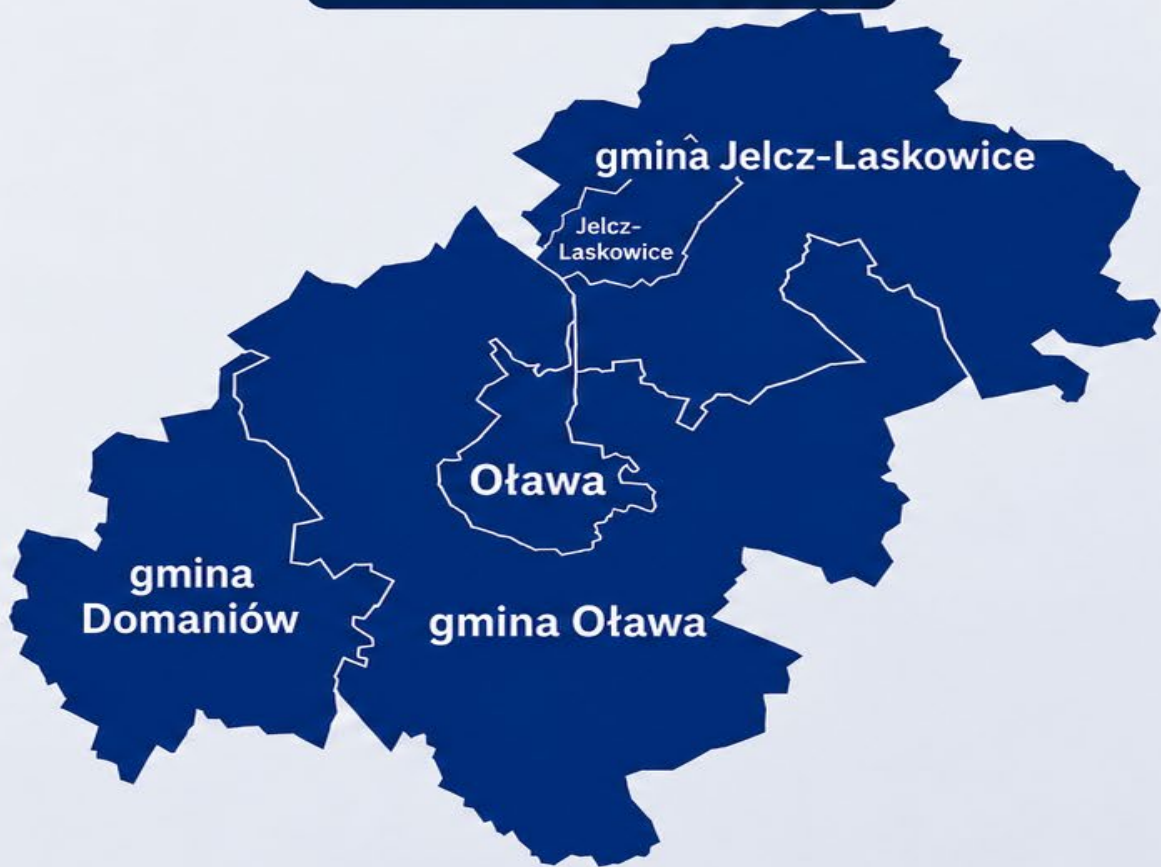 gmina Jelcz-Laskowice
Jelcz-
Laskowice
Oława
gmina
Domaniów
gmina Oława